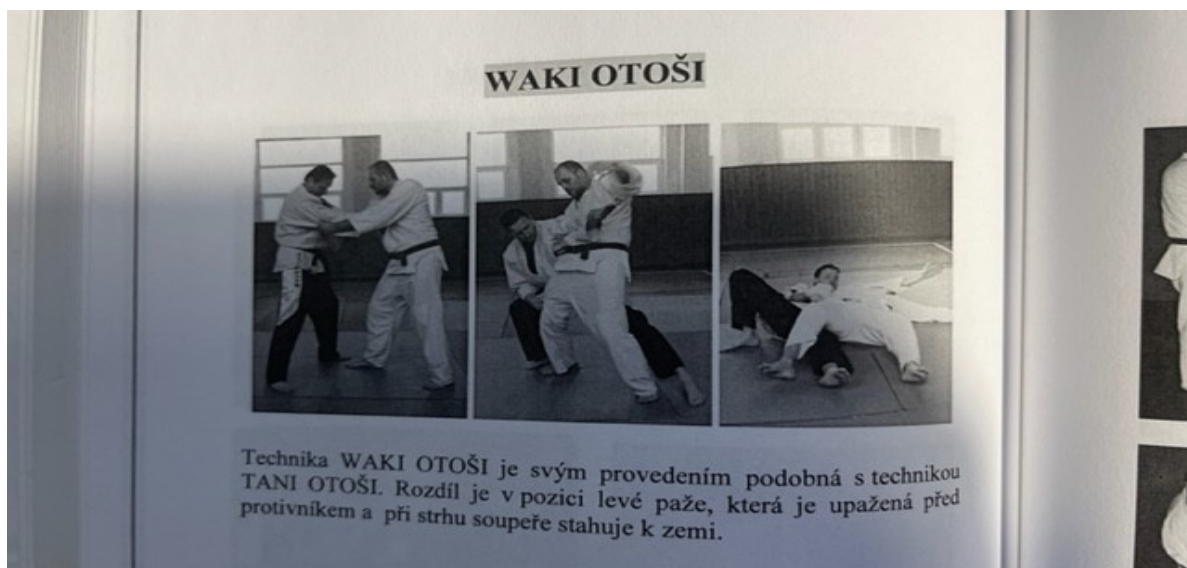 WAKI OTOŠI
Technika WAKI OTOŠI je svým provedením podobná s technikou
TANI OTOŠI. Rozdíl je v pozici levé paže, která je upažená před
protivníkem a při strhu soupeře stahuje k zemi.